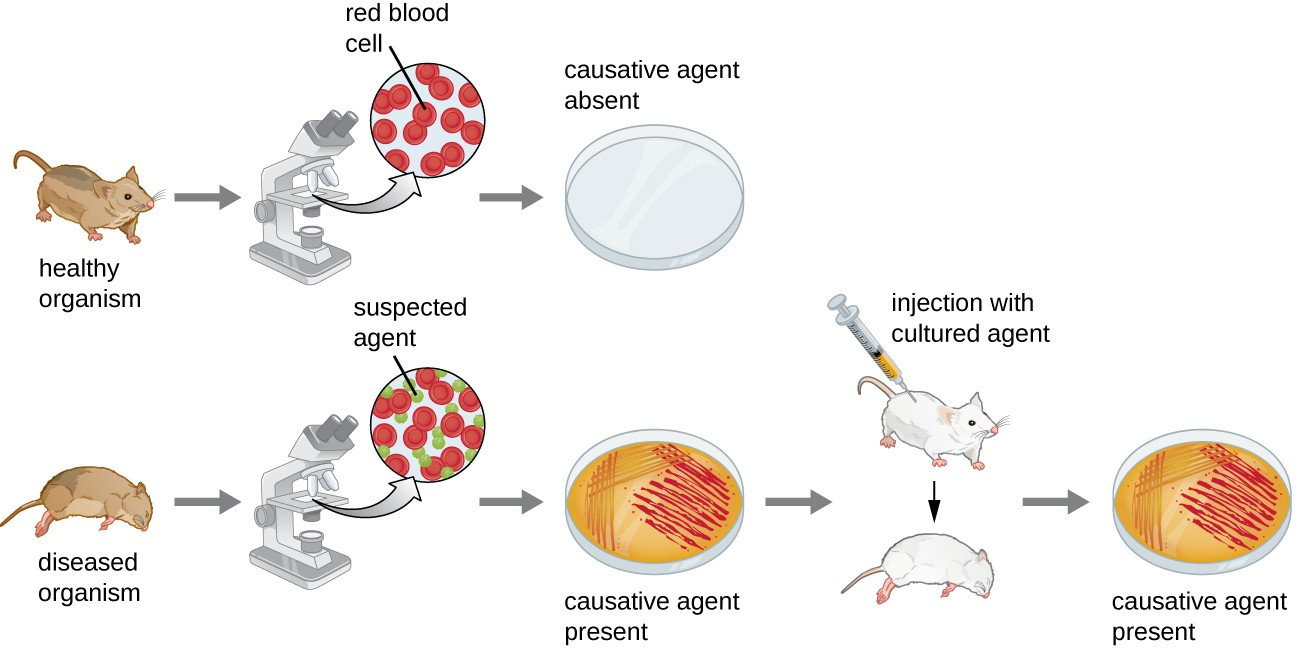 red blood
cell
causative agent
absent
healthy
organism
suspected
agent
injection with
cultured agent
diseased
organism
causative agent
present
causative agent
present